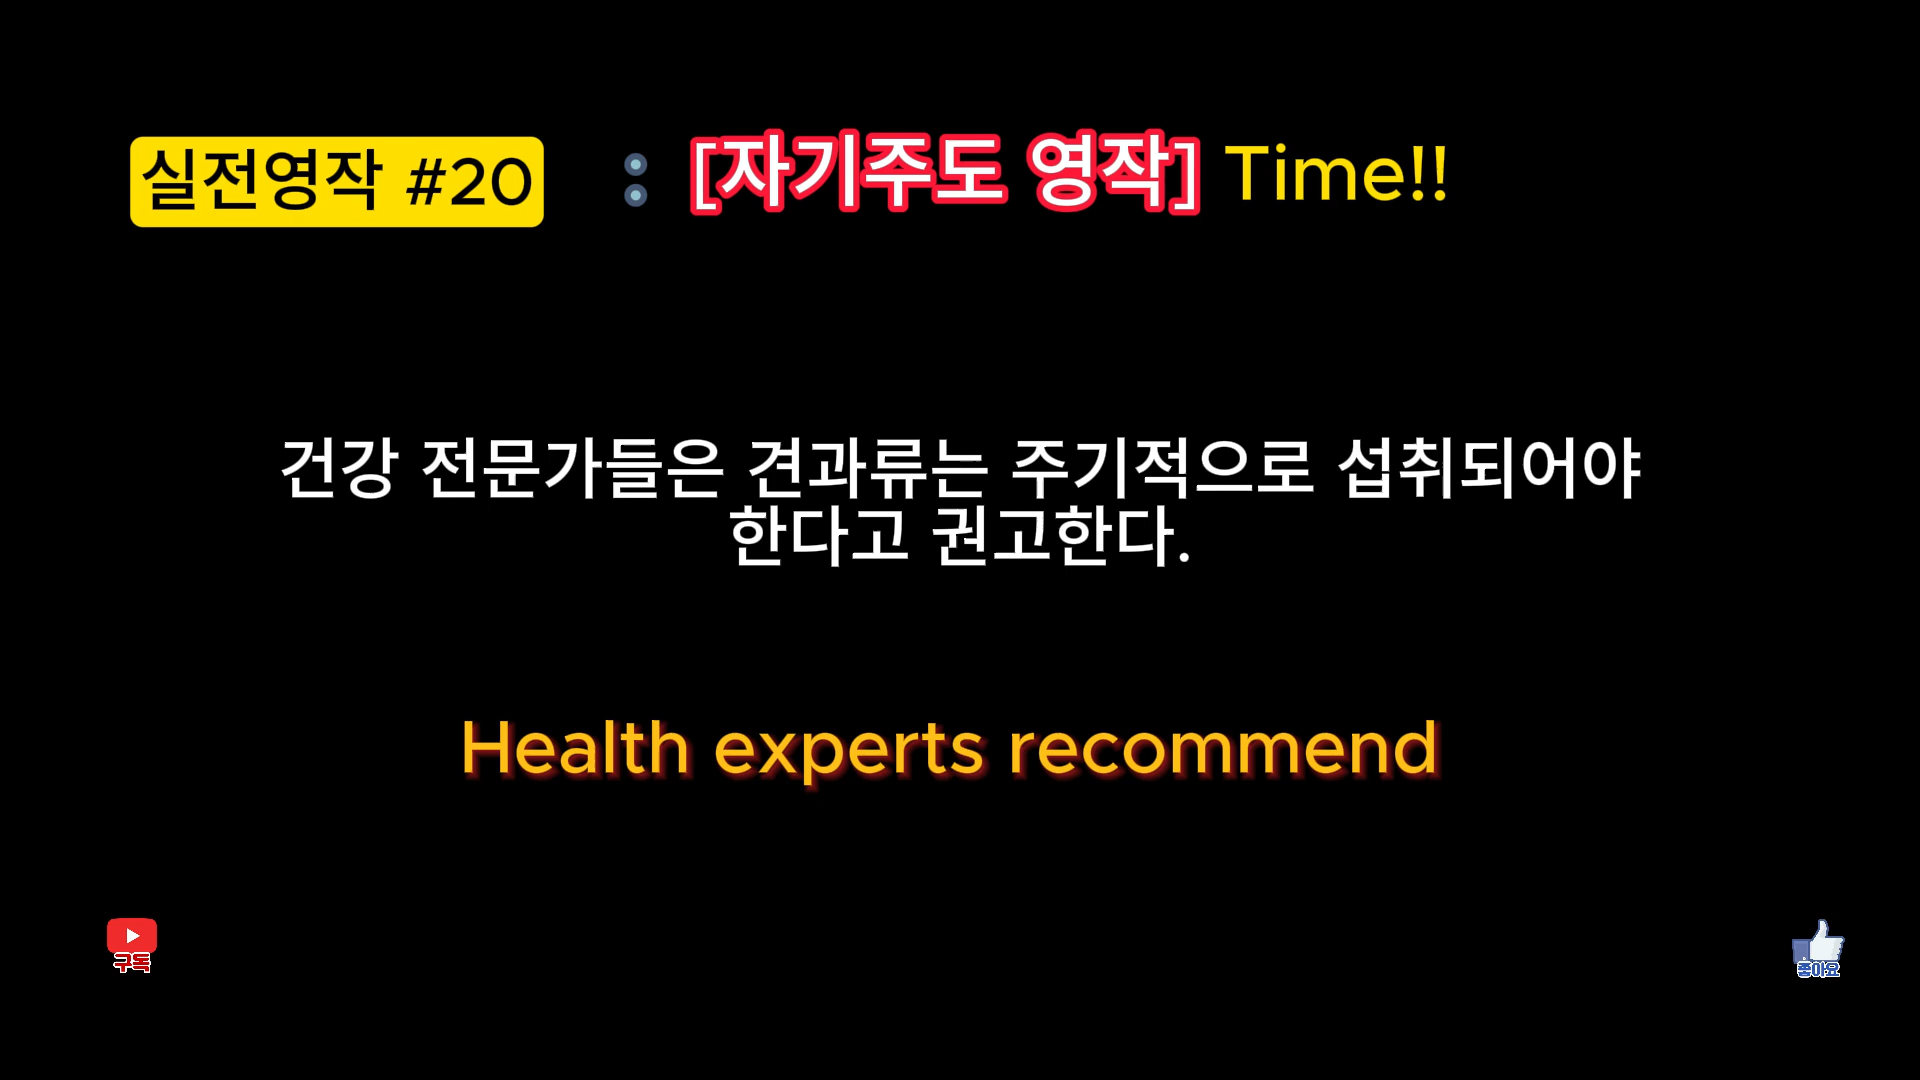 실전영작 #20 : [자기주도 영작] Time!!
건강 전문가들은 견과류는 주기적으로 섭취되어야
한다고 권고한다.
Health experts recommend
구독
좋아요